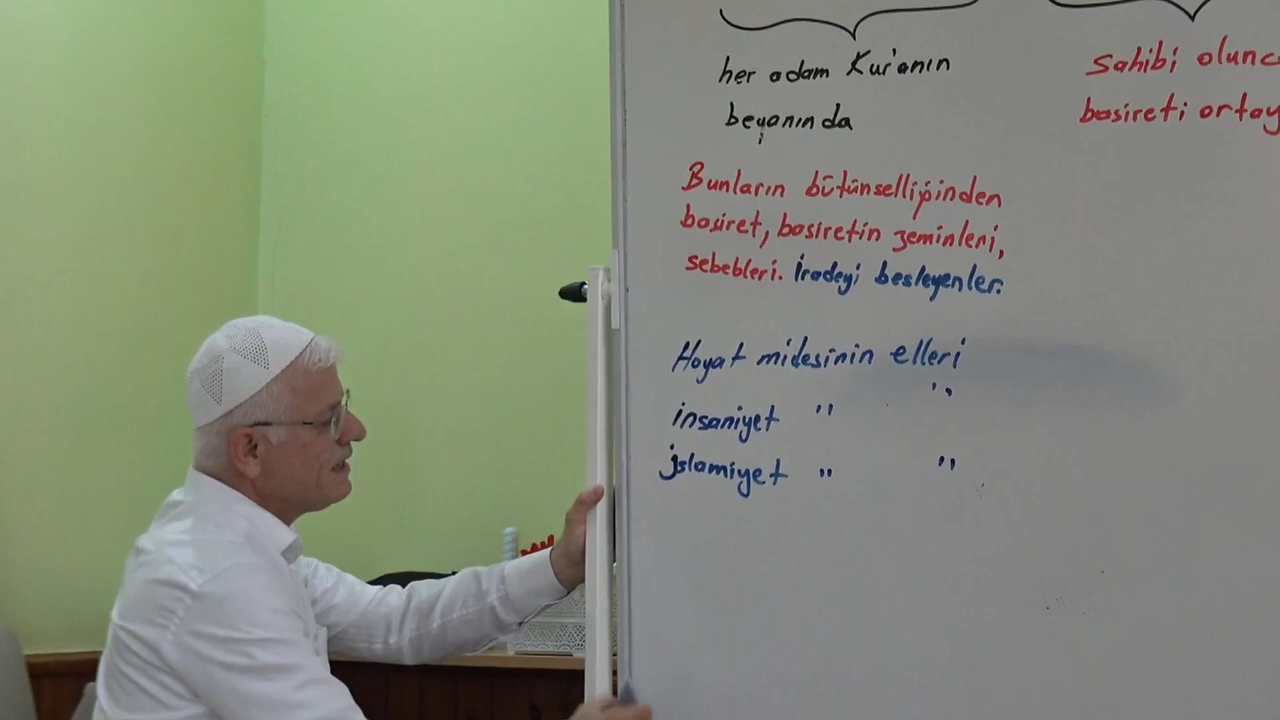 her adam Kur'anın
beyanında
Sahibi olunc
basireti ortay
Bunların bütünselliğinden
basiret, basiretin zeminleri,
sebebleri. İradeyi besleyenler.
Hayat midesinin elleri
insaniyet " "
islamiyet " "